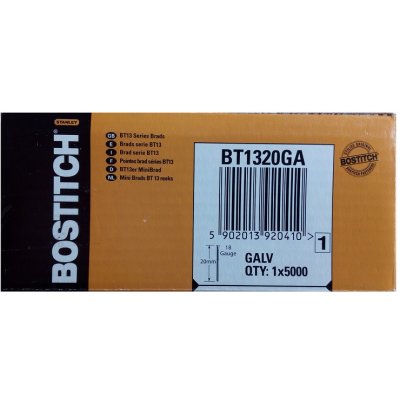 STANLEY
BOSTITCH
GB BT13 Series Brads
E Brads serie BT13
I Brad serie BT13
F Pointes brad séries BT13
D BT13er MiniBrad
NL Mini Brads BT 13 reeks
BOSTITCH
BT1320GA
5 902013 920410 >
1
18
Gauge
20mm
GALV
QTY: 1x5000